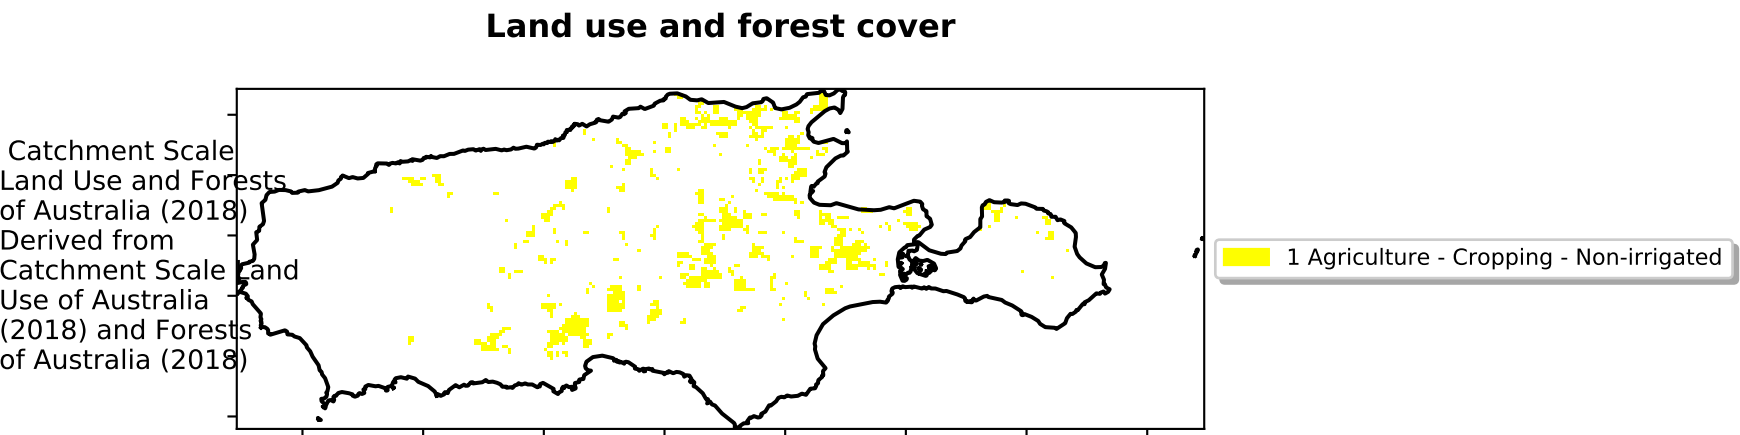 Land use and forest cover
Catchment Scale
Land Use and Forests
of Australia (2018)
Derived from
Catchment Scale Land
Use of Australia
(2018) and Forests
of Australia (2018)
1 Agriculture - Cropping - Non-irrigated